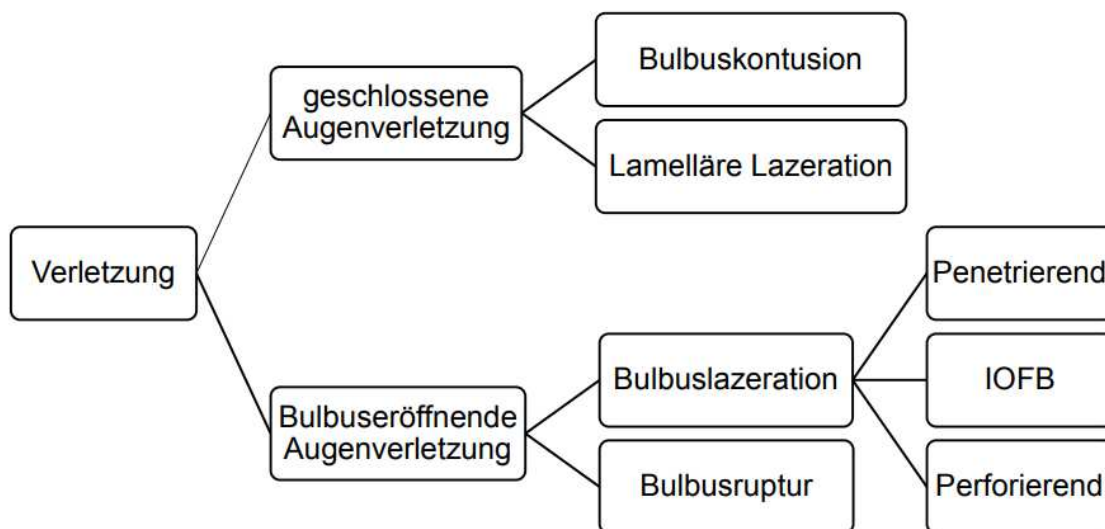 Verletzung
geschlossene
Augenverletzung
Bulbuskontusion
Lamelläre Lazeration
Bulbuseröffnende
Augenverletzung
Bulbuslazeration
Penetrierend
IOFB
Perforierend
Bulbusruptur